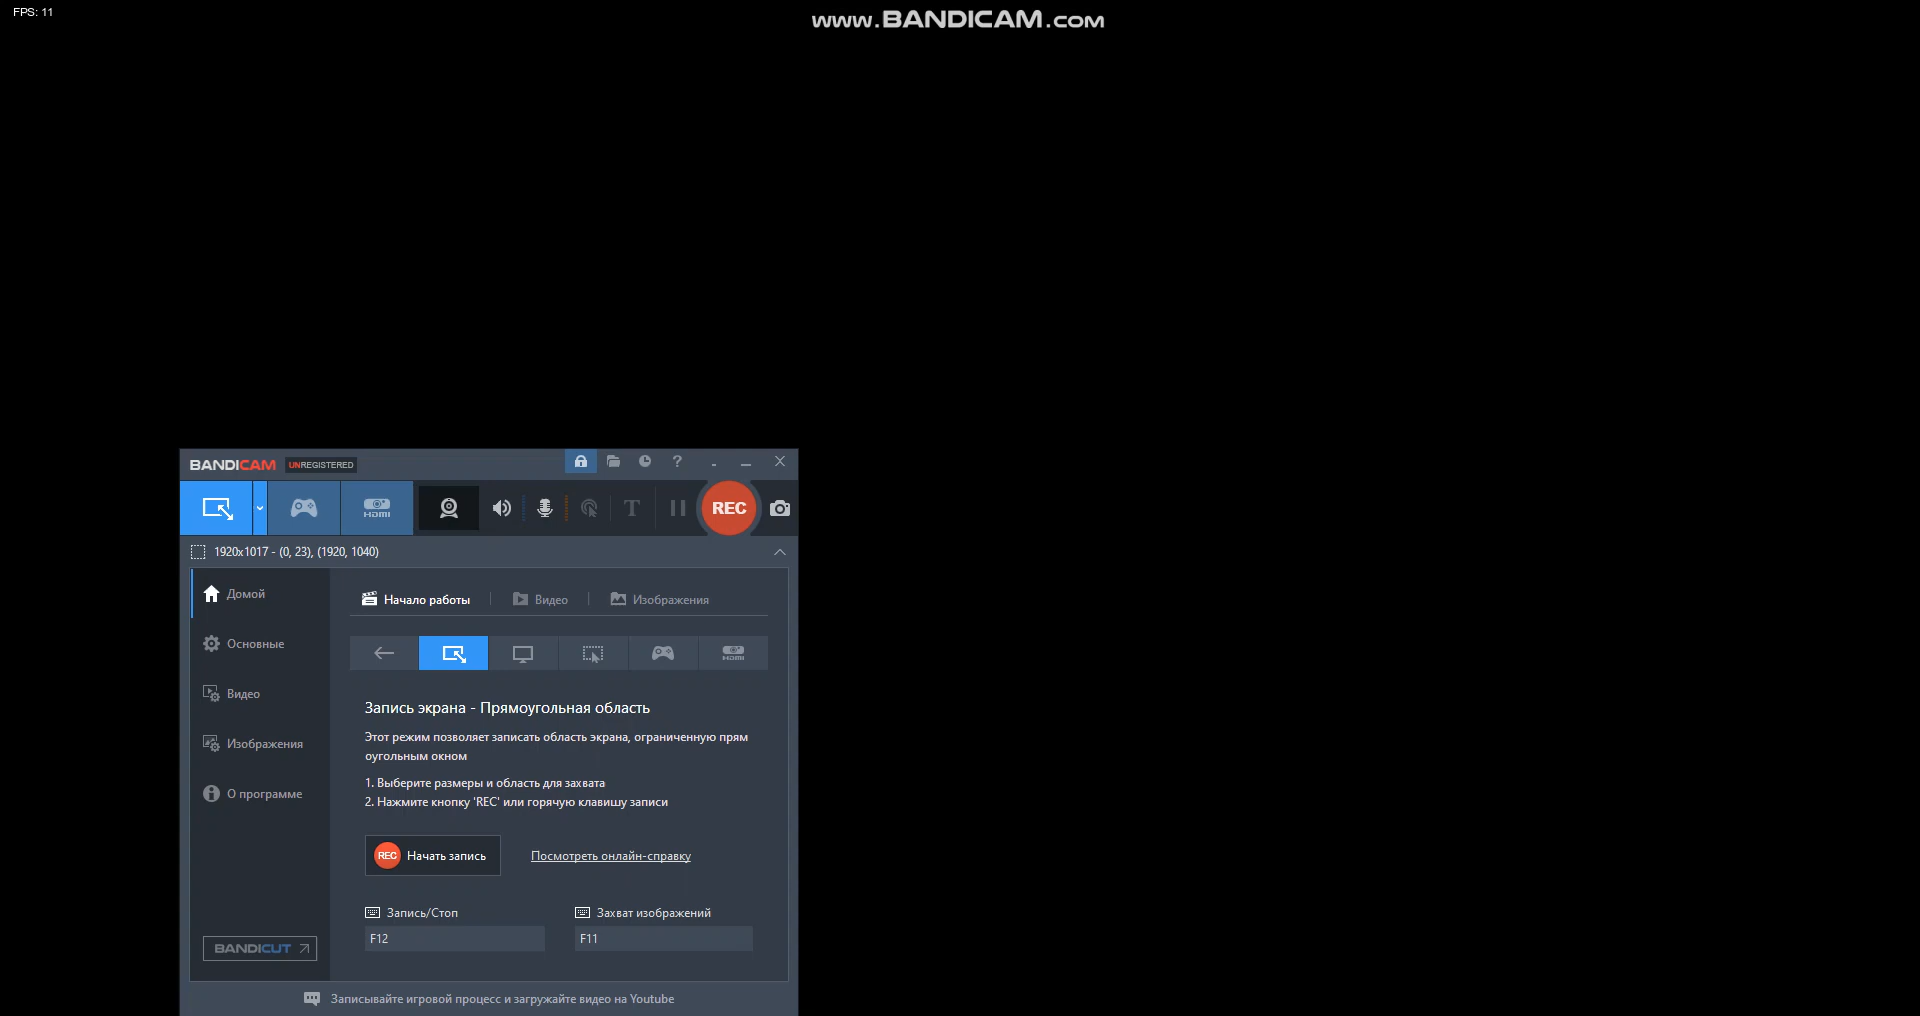 FPS: 11
www.BANDICAM.COM
BANDICAM UNREGISTERED
?
HDMI
T
REC
1920x1017 - (0, 23), (1920, 1040)
Домой
Основные
Видео
Изображения
О программе
BANDICUT
Начало работы
Видео
Изображения
HDMI
Запись экрана - Прямоугольная область
Этот режим позволяет записать область экрана, ограниченную прям
оугольным окном
1. Выберите размеры и область для захвата
2. Нажмите кнопку 'REC' или горячую клавишу записи
REC Начать запись
Посмотреть онлайн-справку
Запись/Стоп
Захват изображений
F12
F11
Записывайте игровой процесс и загружайте видео на Youtube